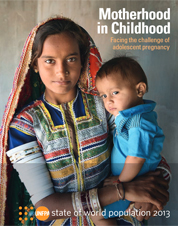 Motherhood
in Childhood
Facing the challenge of
adolescent pregnancy
UNFPA state of world population 2013